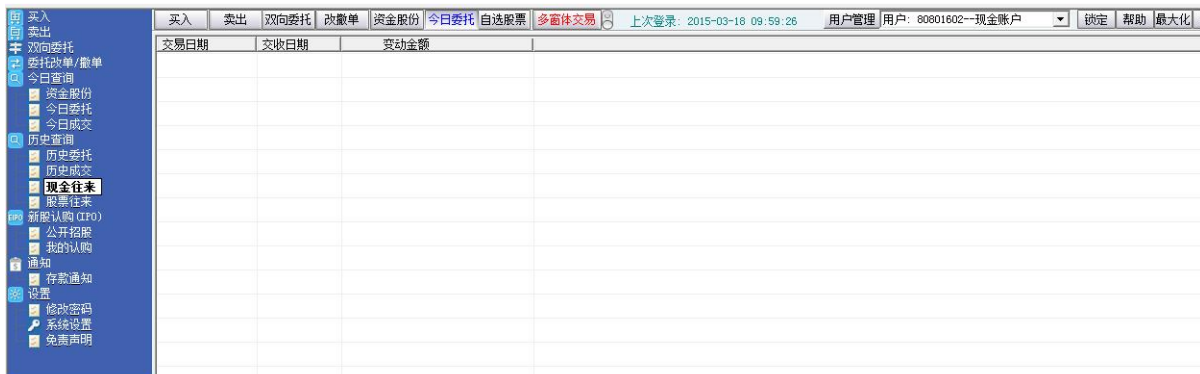 买入 卖出 双向委托 改撤单 资金股份 今日委托 自选股票 多窗体交易 上次登录: 2015-03-18 09:59:26 用户管理 用户: 80801602--现金账户 锁定 帮助 最大化
交易日期 交收日期 变动金额
买入
卖出
双向委托
委托改单/撤单
今日查询
资金股份
今日委托
今日成交
历史查询
历史委托
历史成交
现金往来
股票往来
EIPO 新股认购(IPO)
公开招股
我的认购
通知
存款通知
设置
修改密码
系统设置
免责声明